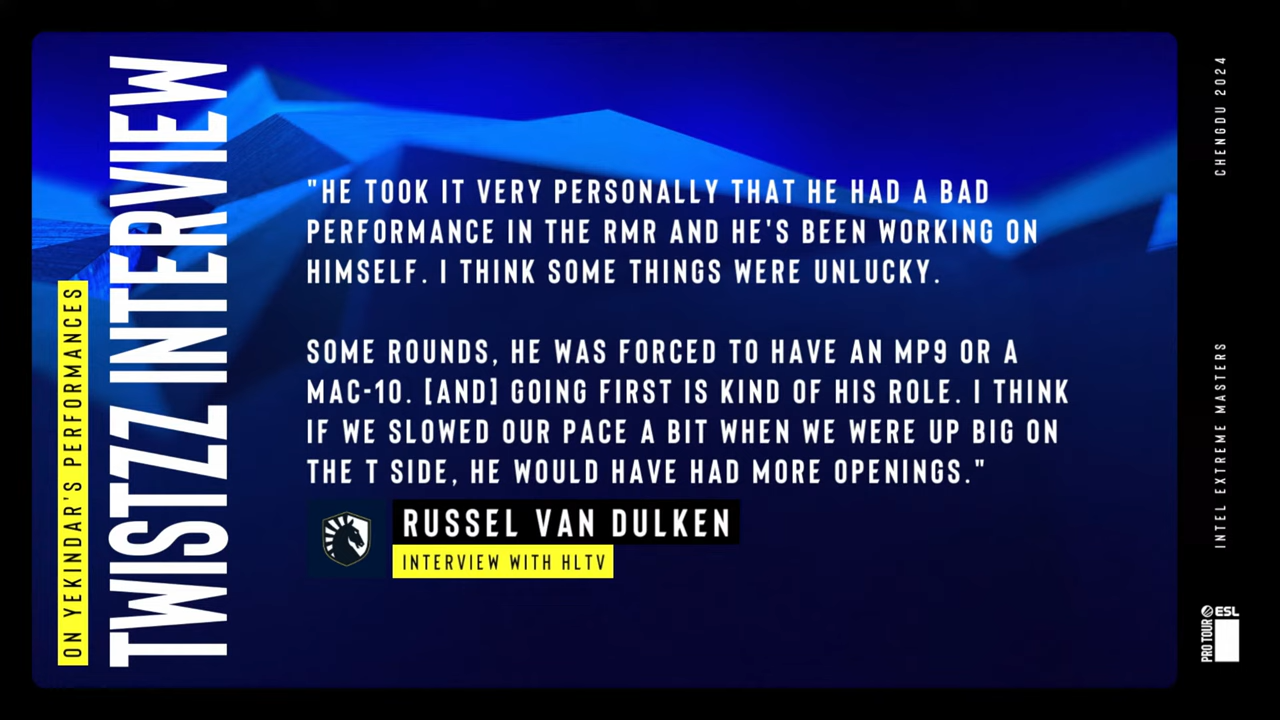 ON YEKINDAR'S PERFORMANCES
TWISTZZ INTERVIEW
"HE TOOK IT VERY PERSONALLY THAT HE HAD A BAD
PERFORMANCE IN THE RMR AND HE'S BEEN WORKING ON
HIMSELF. I THINK SOME THINGS WERE UNLUCKY.
SOME ROUNDS, HE WAS FORCED TO HAVE AN MP9 OR A
MAC-10. [AND] GOING FIRST IS KIND OF HIS ROLE. I THINK
IF WE SLOWED OUR PACE A BIT WHEN WE WERE UP BIG ON
THE T SIDE, HE WOULD HAVE HAD MORE OPENINGS."
RUSSEL VAN DULKEN
INTERVIEW WITH HLTV
CHENGDU 2024
INTEL EXTREME MASTERS
ESL
PRO TOUR